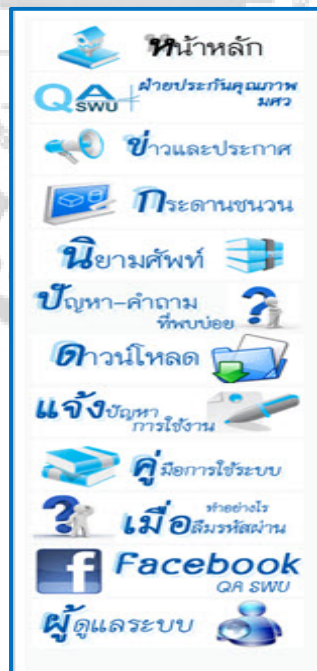 หน้าหลัก
QA SWU ฝ่ายประกันคุณภาพ
มศว
ข่าวและประกาศ
กระดานชนวน
นิยามศัพท์
ปัญหา-คำถาม
ที่พบบ่อย
ดาวน์โหลด
แจ้งปัญหา
การใช้งาน
คู่มือการใช้ระบบ
ทำอย่างไร
เมื่อลืมรหัสผ่าน
f Facebook
QA SWU
ผู้ดูแลระบบ